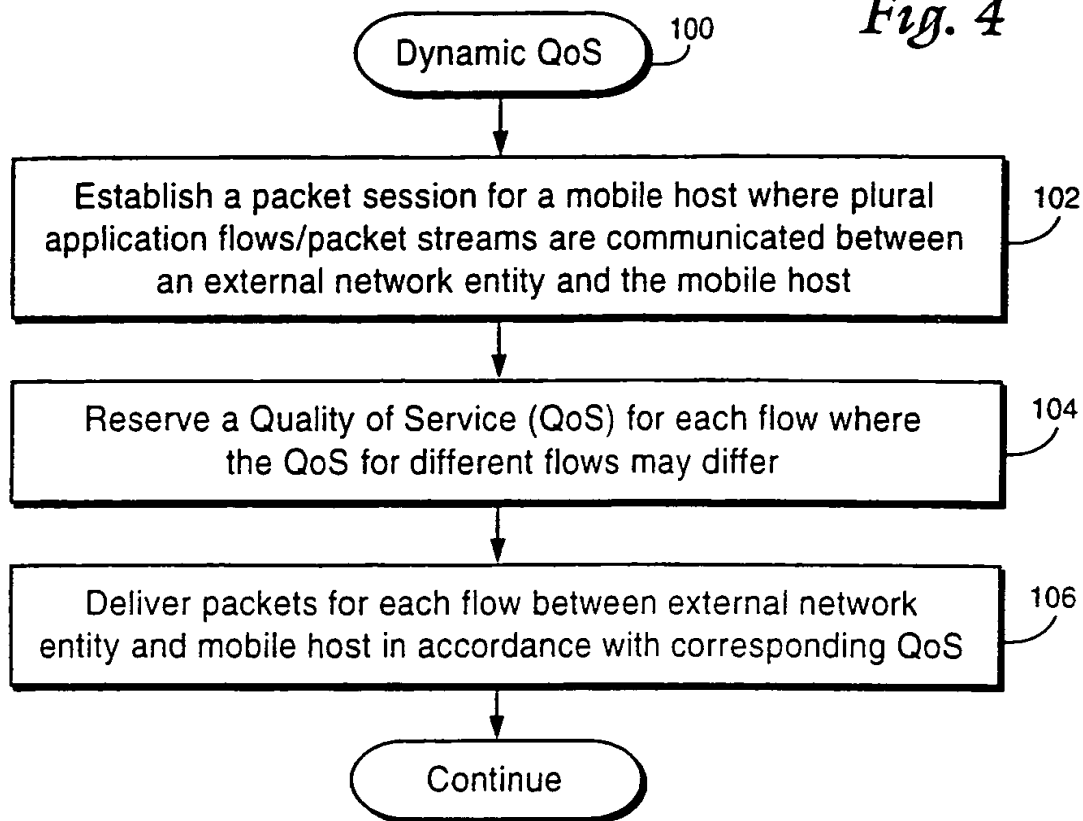 Fig. 4
Dynamic QoS
100
Establish a packet session for a mobile host where plural
application flows/packet streams are communicated between
an external network entity and the mobile host
102
Reserve a Quality of Service (QoS) for each flow where
the QoS for different flows may differ
104
Deliver packets for each flow between external network
entity and mobile host in accordance with corresponding QoS
106
Continue